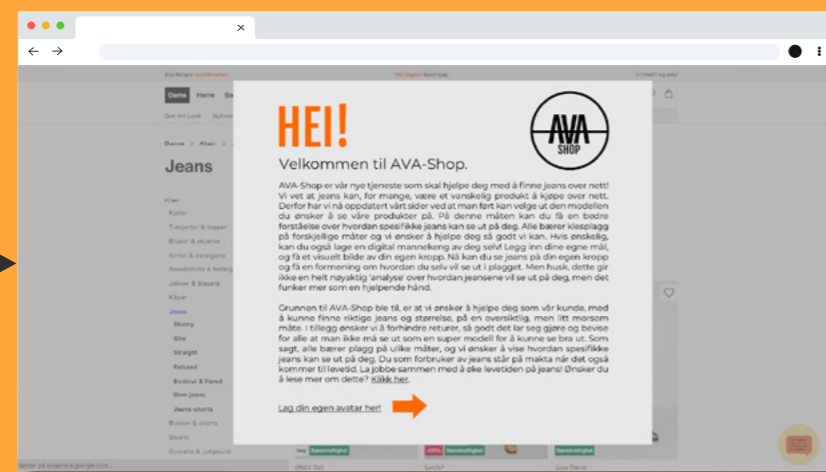 Dame Herre
Jeans
Klær
Kjoler
Jeans
Skinny
Slim
Straight
Relaxed
Bootcut & flared
Mom jeans
Jeans-shorts
Shorts
HEI!
AVA
SHOP
Velkommen til AVA-Shop.
AVA-Shop er vår nye tjeneste som skal hjelpe deg med å finne jeans over nett!
Vi vet at jeans kan, for mange, være et vanskelig produkt å kjøpe over nett.
Derfor har vi nå oppdatert vårt sider ved at man ført kan velge ut den modellen
du ønsker å se våre produkter på. På denne måten kan du få en bedre
forståelse over hvordan spesifikke jeans kan se ut på deg. Alle bærer klesplagg
på forskjellige måter og vi ønsker å hjelpe deg så godt vi kan. Hvis ønskelig,
kan du også lage en digital mannekeng av deg selv! Legg inn dine egne mål,
og få et visuelt bilde av din egen kropp. Nå kan du se jeans på din egen kropp
og få en formening om hvordan du selv vil se ut i plagget. Men husk, dette gir
ikke en helt nøyaktig 'analyse' over hvordan jeansene vil se ut på deg, men det
funker mer som en hjelpende hånd.
Grunnen til AVA-Shop ble til, er at vi ønsker å hjelpe deg som vår kunde, med
å kunne finne riktige jeans og størrelse, på en oversiktlig, men litt morsom
måte. I tillegg ønsker vi å forhindre returer, så godt det lar seg gjøre og bevise
for alle at man ikke må se ut som en super modell for å kunne se bra ut. Som
sagt, alle bærer plagg på ulike måter, og vi ønsker å vise hvordan spesifikke
jeans kan se ut på deg. Du som forbruker av jeans står på makta når det også
kommer til levetid. La jobbe sammen med å øke levetiden på jeans! Ønsker du
å lese mer om dette? Klikk her.
Lag din egen avatar her!